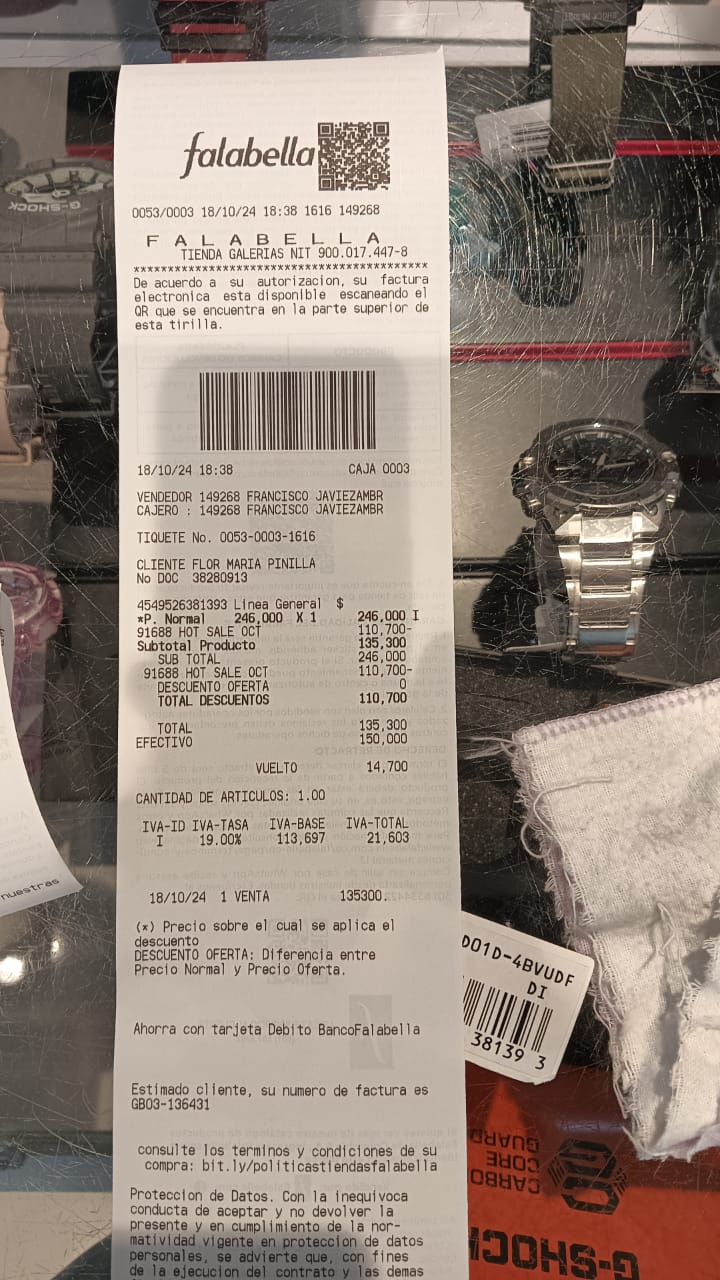 falabella
0053/0003 18/10/24 18:38 1616 149268
F A L A B E L L A
TIENDA GALERIAS NIT 900.017.447-8
******************************************
De acuerdo a su autorizacion, su factura
electronica esta disponible escaneando el
QR que se encuentra en la parte superior de
esta tirilla.
18/10/24 18:38 CAJA 0003
VENDEDOR 149268 FRANCISCO JAVIEZAMBR
CAJERO : 149268 FRANCISCO JAVIEZAMBR
TIQUETE No. 0053-0003-1616
CLIENTE FLOR MARIA PINILLA
No DOC 38280913
4549526381393 Linea General $
*P. Normal 246,000 X 1 246,000 I
91688 HOT SALE OCT 110,700-
Subtotal Producto 135,300
SUB TOTAL 246,000
91688 HOT SALE OCT 110,700-
DESCUENTO OFERTA 0
TOTAL DESCUENTOS 110,700
TOTAL 135,300
EFECTIVO 150,000
VUELTO 14,700
CANTIDAD DE ARTICULOS: 1.00
IVA-ID IVA-TASA IVA-BASE IVA-TOTAL
I 19.00% 113,697 21,603
18/10/24 1 VENTA 135300.
(*) Precio sobre el cual se aplica el
descuento
DESCUENTO OFERTA: Diferencia entre
Precio Normal y Precio Oferta.
Ahorra con tarjeta Debito BancoFalabella
Estimado cliente, su numero de factura es
GB03-136431
consulte los terminos y condiciones de su
compra: bit.ly/politicastiendasfalabella
Proteccion de Datos. Con la inequivoca
conducta de aceptar y no devolver la
presente y en cumplimiento de la nor-
matividad vigente en proteccion de datos
personales, se advierte que, con fines
de la ejecucion del contrato y las demas
nuestras
D01D-4BVUDF
DI
38139 3
CARBO
CORE
GUARD
G-SHOCK
G-SHOCK